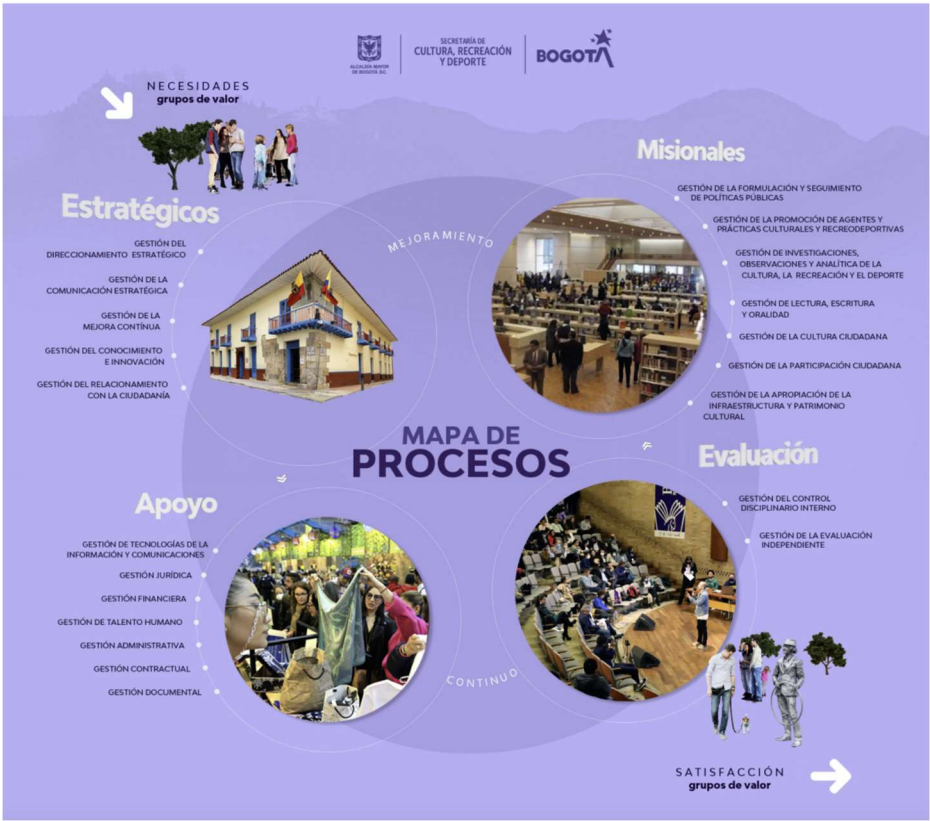 ALCALDÍA MAYOR
DE BOGOTÁ D.C.
SECRETARÍA DE
CULTURA, RECREACIÓN
Y DEPORTE
BOGOTÁ
NECESIDADES
grupos de valor
Estratégicos
GESTIÓN DEL
DIRECCIONAMIENTO ESTRATÉGICO
GESTIÓN DE LA
COMUNICACIÓN ESTRATÉGICA
GESTIÓN DE LA
MEJORA CONTÍNUA
GESTIÓN DEL CONOCIMIENTO
E INNOVACIÓN
GESTIÓN DEL RELACIONAMIENTO
CON LA CIUDADANÍA
MEJORAMIENTO
Misionales
GESTIÓN DE LA FORMULACIÓN Y SEGUIMIENTO
DE POLÍTICAS PÚBLICAS
GESTIÓN DE LA PROMOCIÓN DE AGENTES Y
PRÁCTICAS CULTURALES Y RECREODEPORTIVAS
GESTIÓN DE INVESTIGACIONES,
OBSERVACIONES Y ANALÍTICA DE LA
CULTURA, LA RECREACIÓN Y EL DEPORTE
GESTIÓN DE LECTURA, ESCRITURA
Y ORALIDAD
GESTIÓN DE LA CULTURA CIUDADANA
GESTIÓN DE LA PARTICIPACIÓN CIUDADANA
GESTIÓN DE LA APROPIACIÓN DE LA
INFRAESTRUCTURA Y PATRIMONIO
CULTURAL
MAPA DE
PROCESOS
Apoyo
GESTIÓN DE TECNOLOGÍAS DE LA
INFORMACIÓN Y COMUNICACIONES
GESTIÓN JURÍDICA
GESTIÓN FINANCIERA
GESTIÓN DE TALENTO HUMANO
GESTIÓN ADMINISTRATIVA
GESTIÓN CONTRACTUAL
GESTIÓN DOCUMENTAL
CONTINUO
Evaluación
GESTIÓN DEL CONTROL
DISCIPLINARIO INTERNO
GESTIÓN DE LA EVALUACIÓN
INDEPENDIENTE
SATISFACCIÓN
grupos de valor